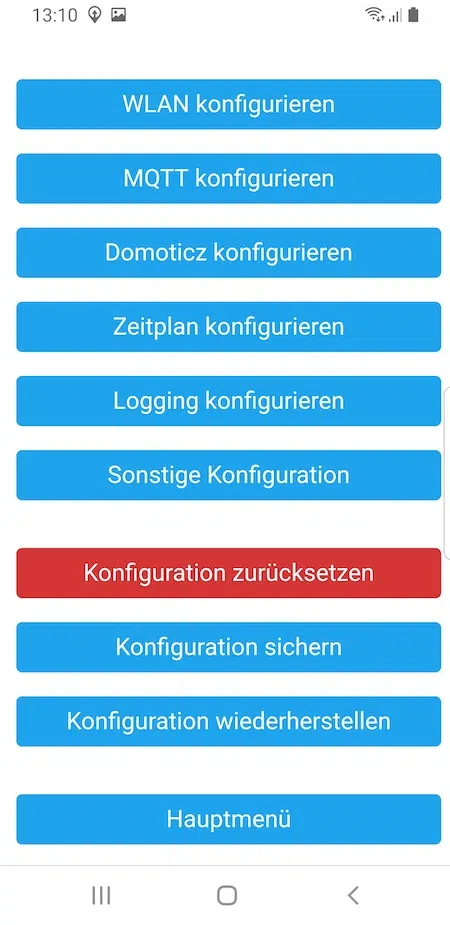 13:10
WLAN konfigurieren
MQTT konfigurieren
Domoticz konfigurieren
Zeitplan konfigurieren
Logging konfigurieren
Sonstige Konfiguration
Konfiguration zurücksetzen
Konfiguration sichern
Konfiguration wiederherstellen
Hauptmenü